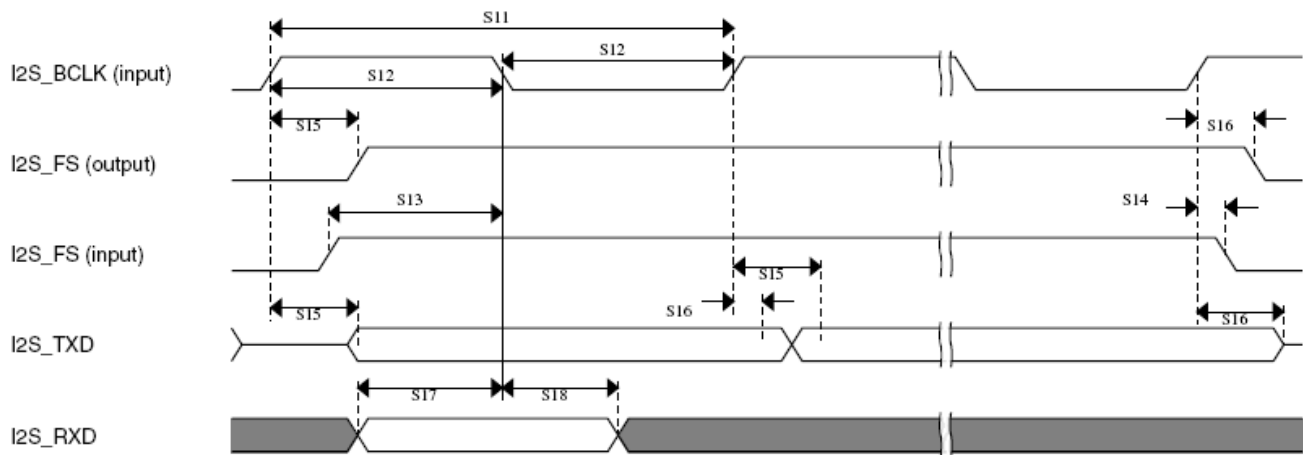 S11
I2S_BCLK (input)
S12
S12
S15
S16
I2S_FS (output)
S13
S14
I2S_FS (input)
S15
S15
S16
S16
I2S_TXD
S17
S18
I2S_RXD